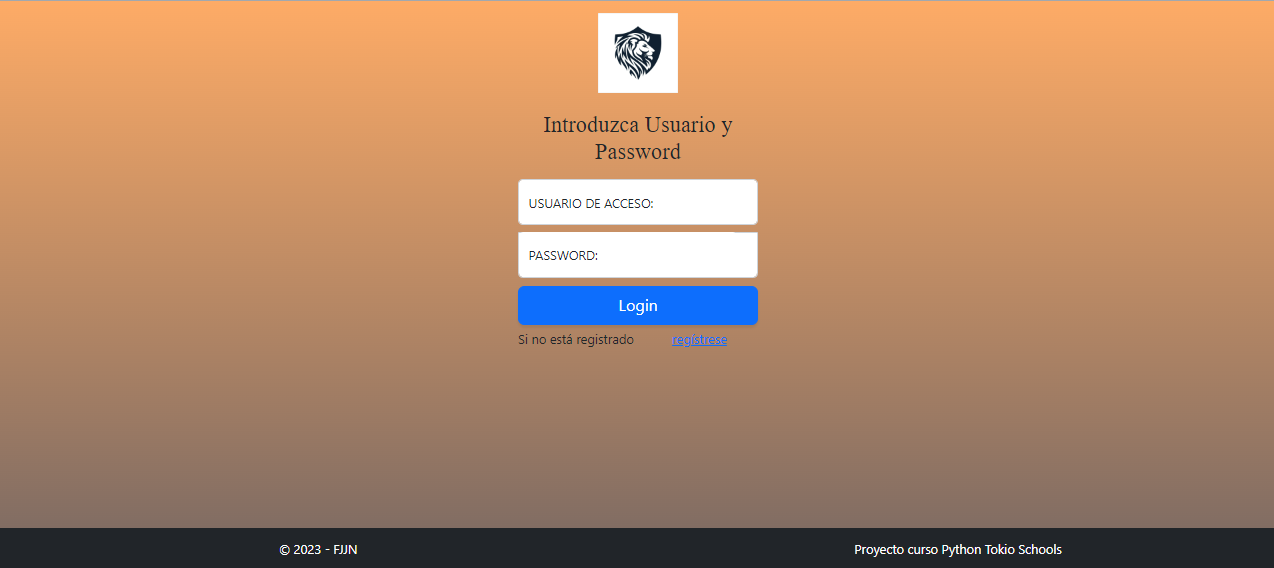 Introduzca Usuario y
Password
USUARIO DE ACCESO:
PASSWORD:
Login
Si no está registrado regístrese
© 2023 - FJJN Proyecto curso Python Tokio Schools